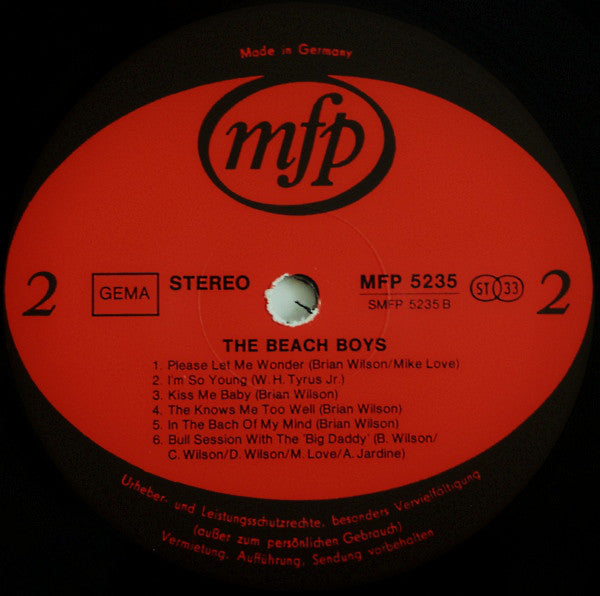 Made in Germany
mfp
2 GEMA STEREO MFP 5235 ST 33 2
SMFP 5235 B
THE BEACH BOYS
1. Please Let Me Wonder (Brian Wilson/Mike Love)
2. I'm So Young (W. H. Tyrus Jr.)
3. Kiss Me Baby (Brian Wilson)
4. The Knows Me Too Well (Brian Wilson)
5. In The Bach Of My Mind (Brian Wilson)
6. Bull Session With The 'Big Daddy' (B. Wilson/
C. Wilson/D. Wilson/M. Love/A. Jardine)
Urheber- und Leistungsschutzrechte, besonders Vervielfältigung
(außer zum persönlichen Gebrauch)
Vermietung, Aufführung, Sendung vorbehalten